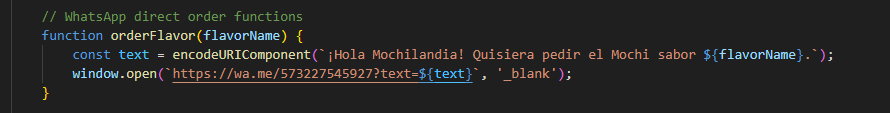 // WhatsApp direct order functions
function orderFlavor(flavorName) {
const text = encodeURIComponent(`¡Hola Mochilandia! Quisiera pedir el Mochi sabor ${flavorName}.`);
window.open(`https://wa.me/573227545927?text=${text}`, '_blank');
}